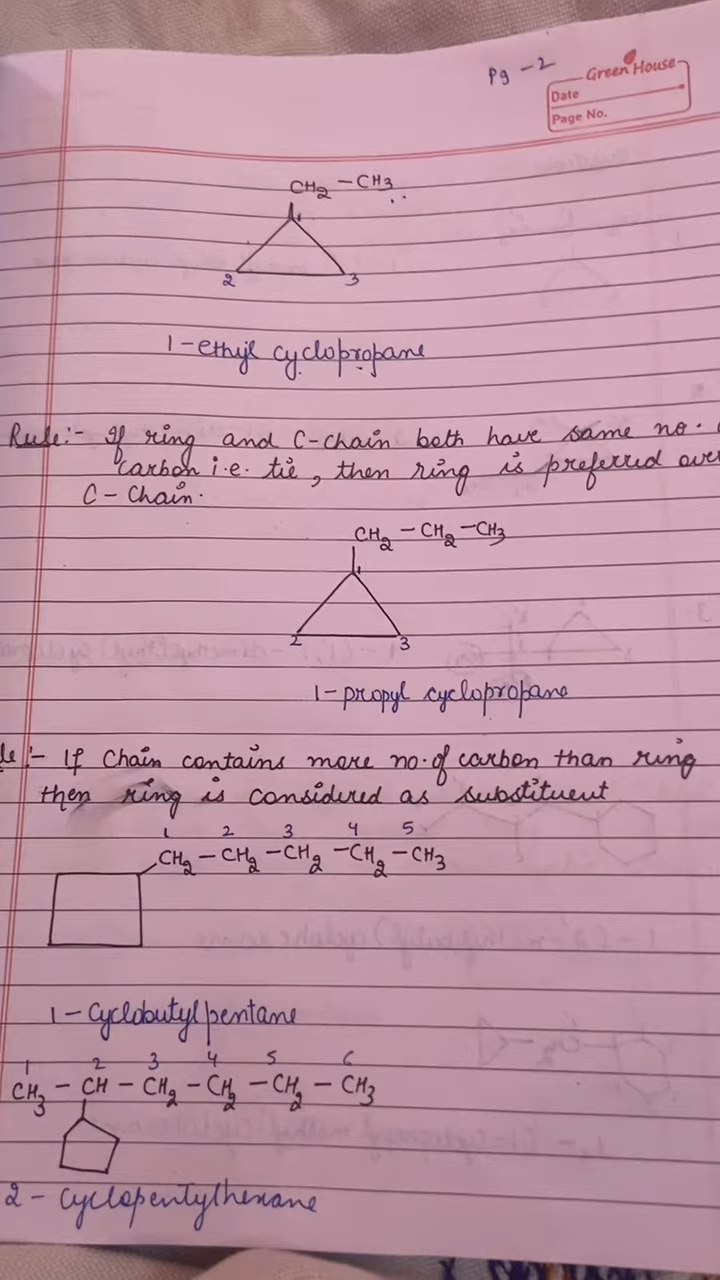 Pg - 2
Green House
Date
Page No.
CH2 - CH3
1
2 3
1-ethyl cyclopropane
Rule:- If ring and C-chain both have same no.
carbon i.e. tie, then ring is preferred over
C-Chain.
CH2 - CH2 - CH3
1
2 3
1-propyl cyclopropane
:- If Chain contains more no. of carbon than ring
then ring is considered as substituent
1 2 3 4 5
CH2 - CH2 - CH2 - CH2 - CH3
1-Cyclobutylpentane
1 2 3 4 5 6
CH3 - CH - CH2 - CH2 - CH2 - CH3
2-cyclopentylhexane